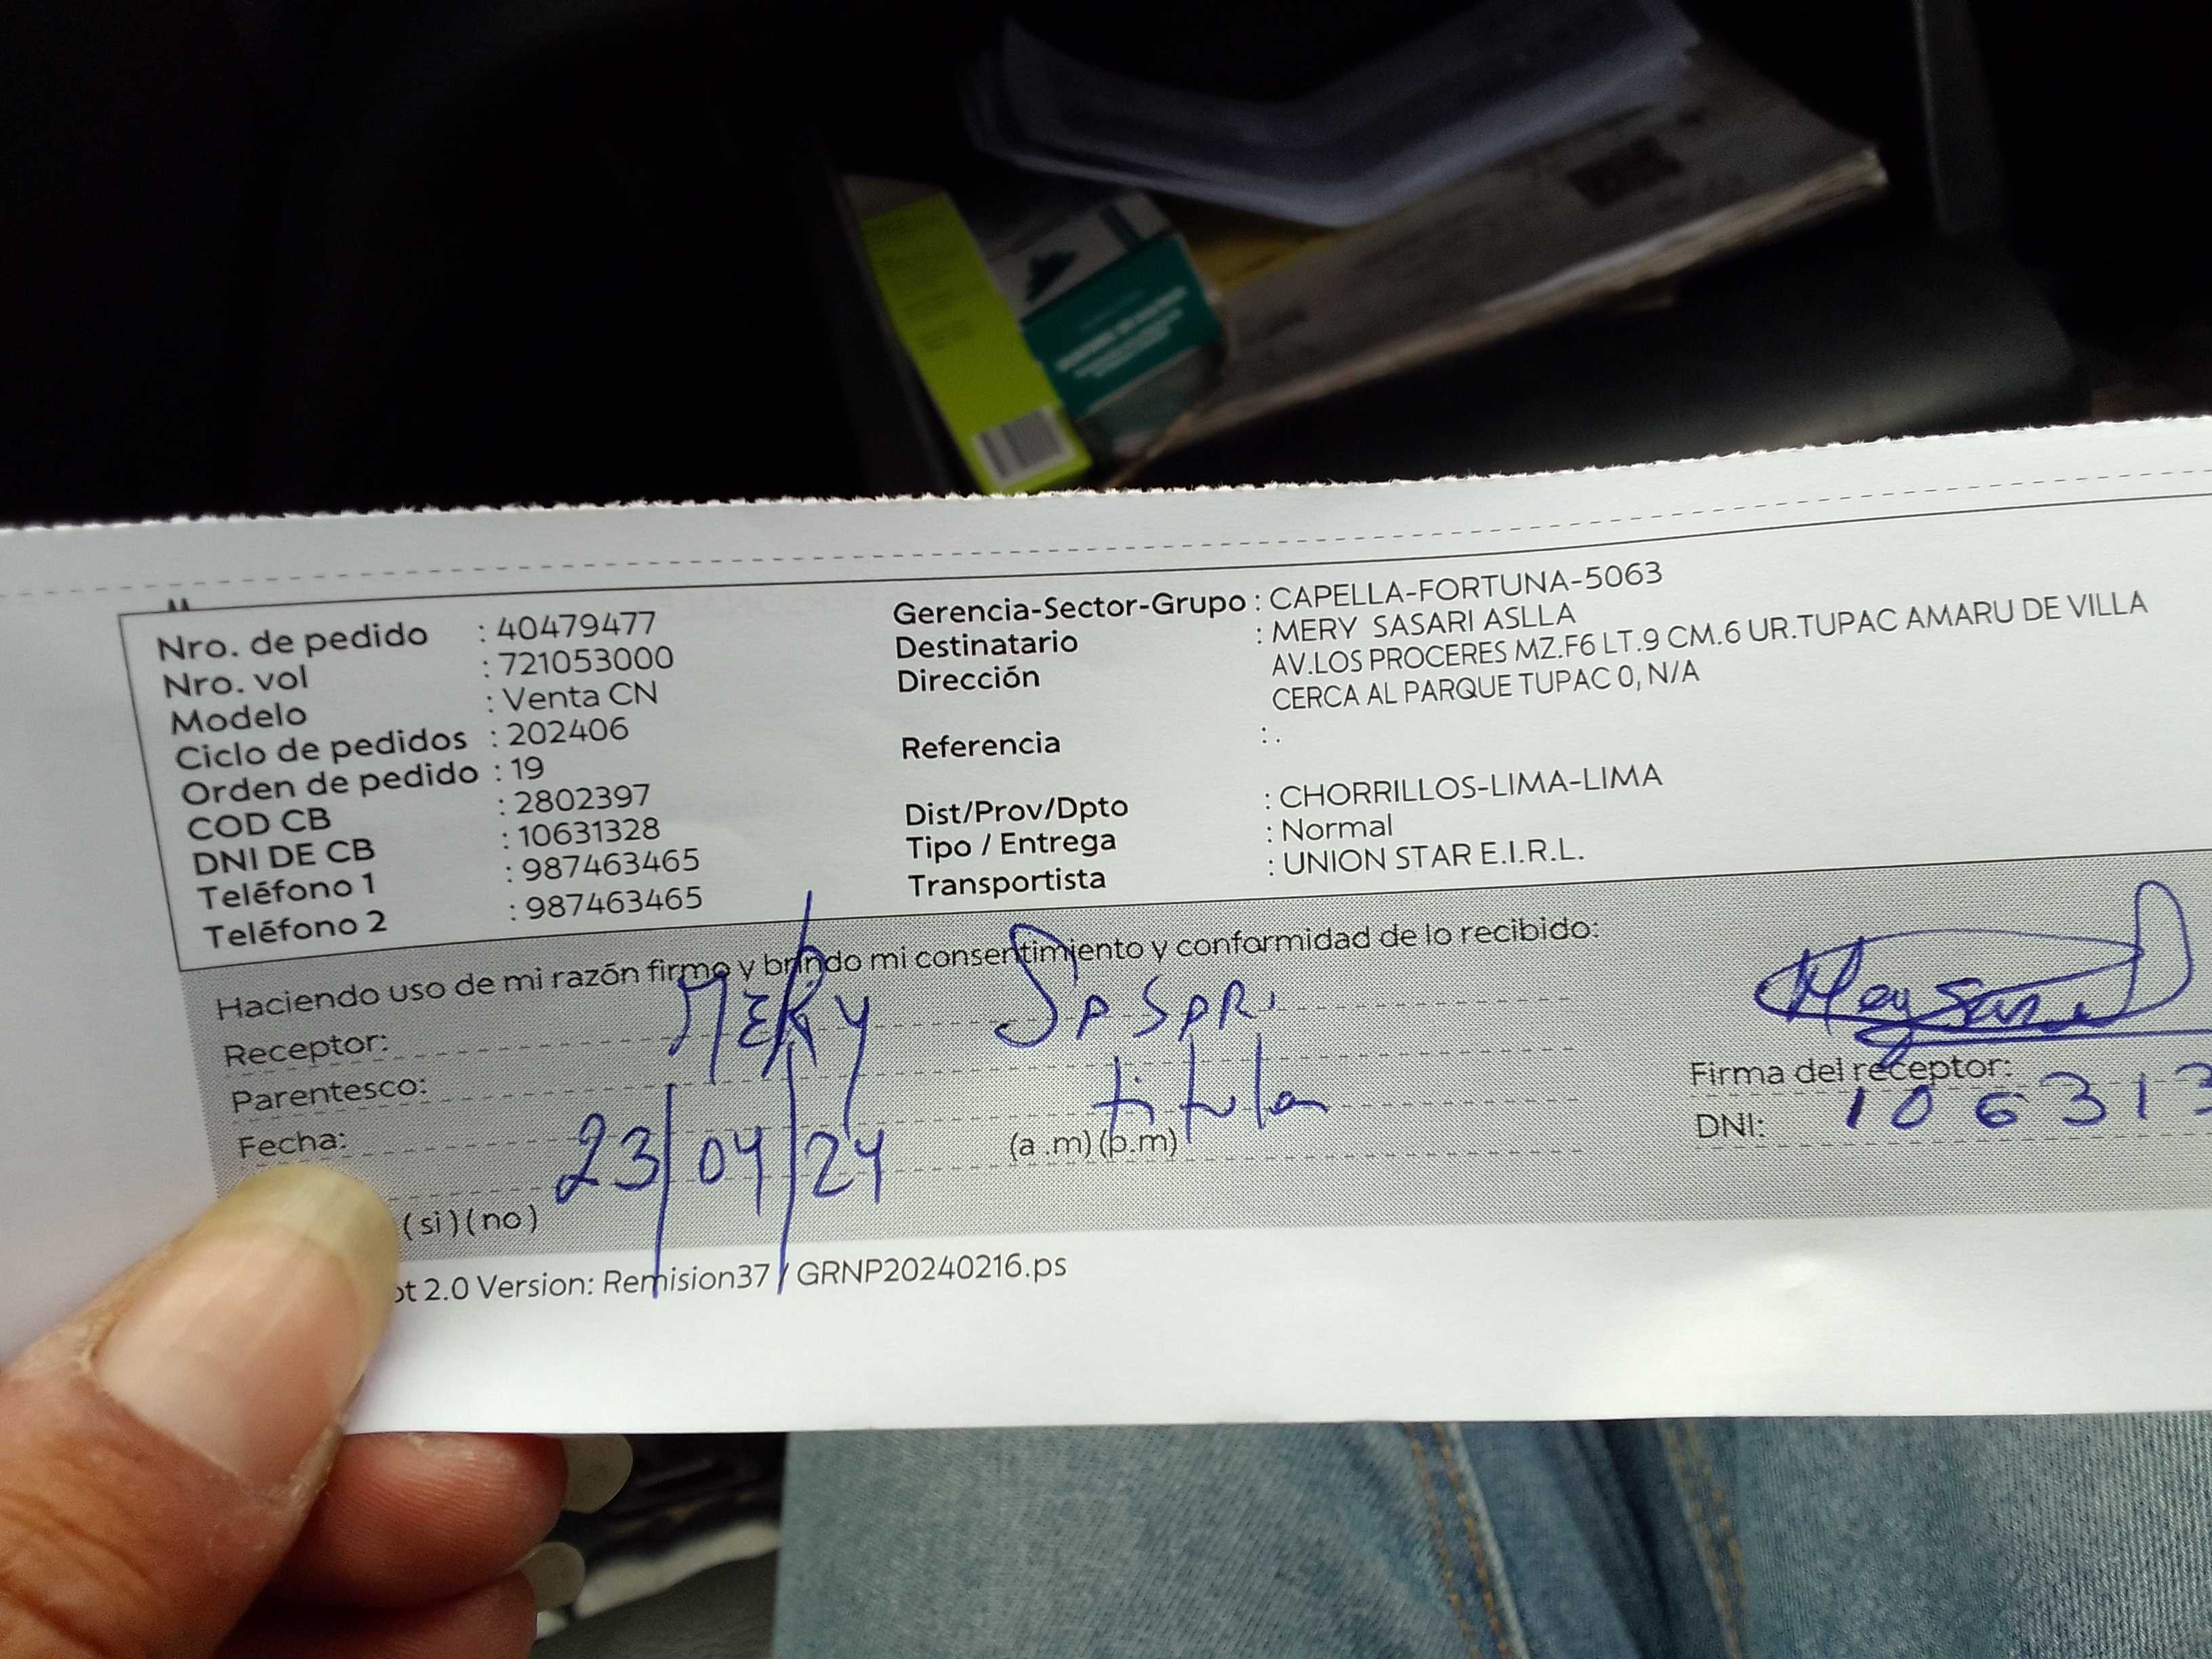 Nro. de pedido : 40479477
Nro. vol : 721053000
Modelo : Venta CN
Ciclo de pedidos : 202406
Orden de pedido : 19
COD CB : 2802397
DNI DE CB : 10631328
Teléfono 1 : 987463465
Teléfono 2 : 987463465
Gerencia-Sector-Grupo : CAPELLA-FORTUNA-5063
Destinatario : MERY SASARI ASLLA
Dirección AV.LOS PROCERES MZ.F6 LT.9 CM.6 UR.TUPAC AMARU DE VILLA
CERCA AL PARQUE TUPAC 0, N/A
Referencia : .
Dist/Prov/Dpto : CHORRILLOS-LIMA-LIMA
Tipo / Entrega : Normal
Transportista : UNION STAR E.I.R.L.
Haciendo uso de mi razón firmo y brindo mi consentimiento y conformidad de lo recibido:
Receptor: MERY SASARI
Parentesco: titula
Fecha: 23/04/24 (a .m) (p.m)
(si) (no)
Firma del receptor:
DNI: 106313
ot 2.0 Version: Remision37 / GRNP20240216.ps